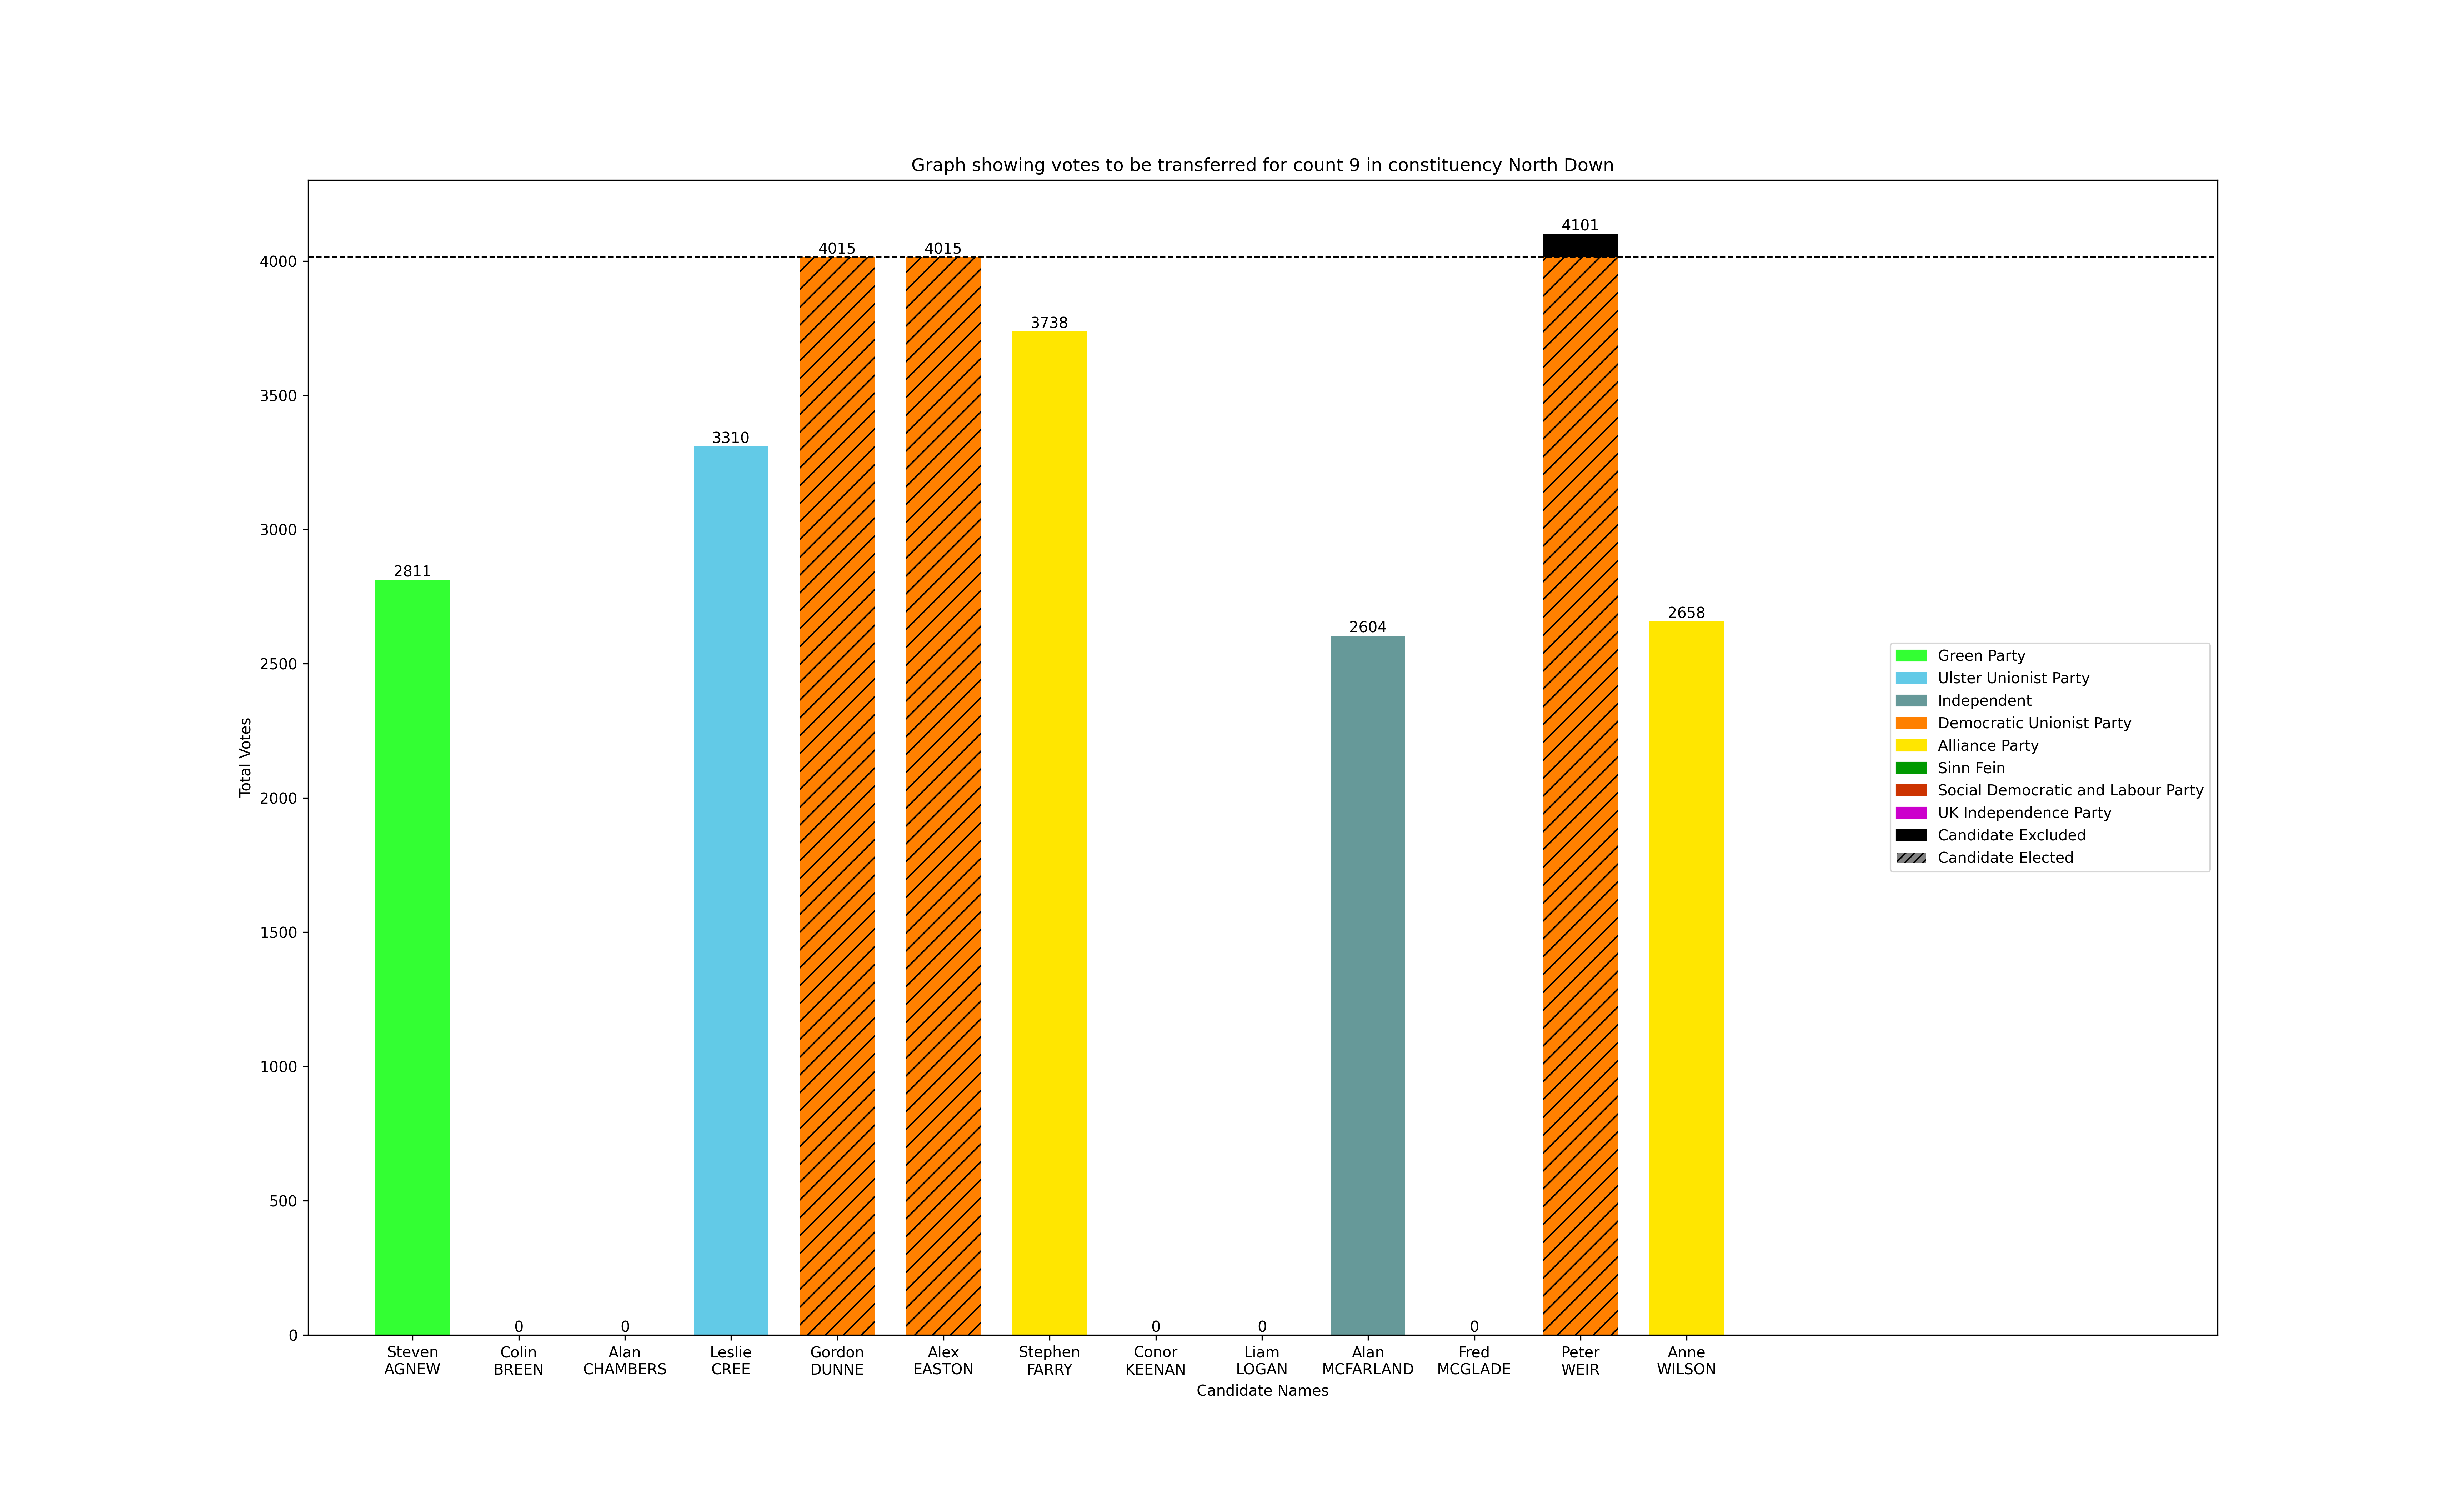 Graph showing votes to be transferred for count 9 in constituency North Down
Total Votes
4000
3500
3000
2500
2000
1500
1000
500
0
2811
0
0
3310
4015
4015
3738
0
0
2604
0
4101
2658
Steven
AGNEW
Colin
BREEN
Alan
CHAMBERS
Leslie
CREE
Gordon
DUNNE
Alex
EASTON
Stephen
FARRY
Conor
KEENAN
Liam
LOGAN
Alan
MCFARLAND
Fred
MCGLADE
Peter
WEIR
Anne
WILSON
Candidate Names
Green Party
Ulster Unionist Party
Independent
Democratic Unionist Party
Alliance Party
Sinn Fein
Social Democratic and Labour Party
UK Independence Party
Candidate Excluded
Candidate Elected